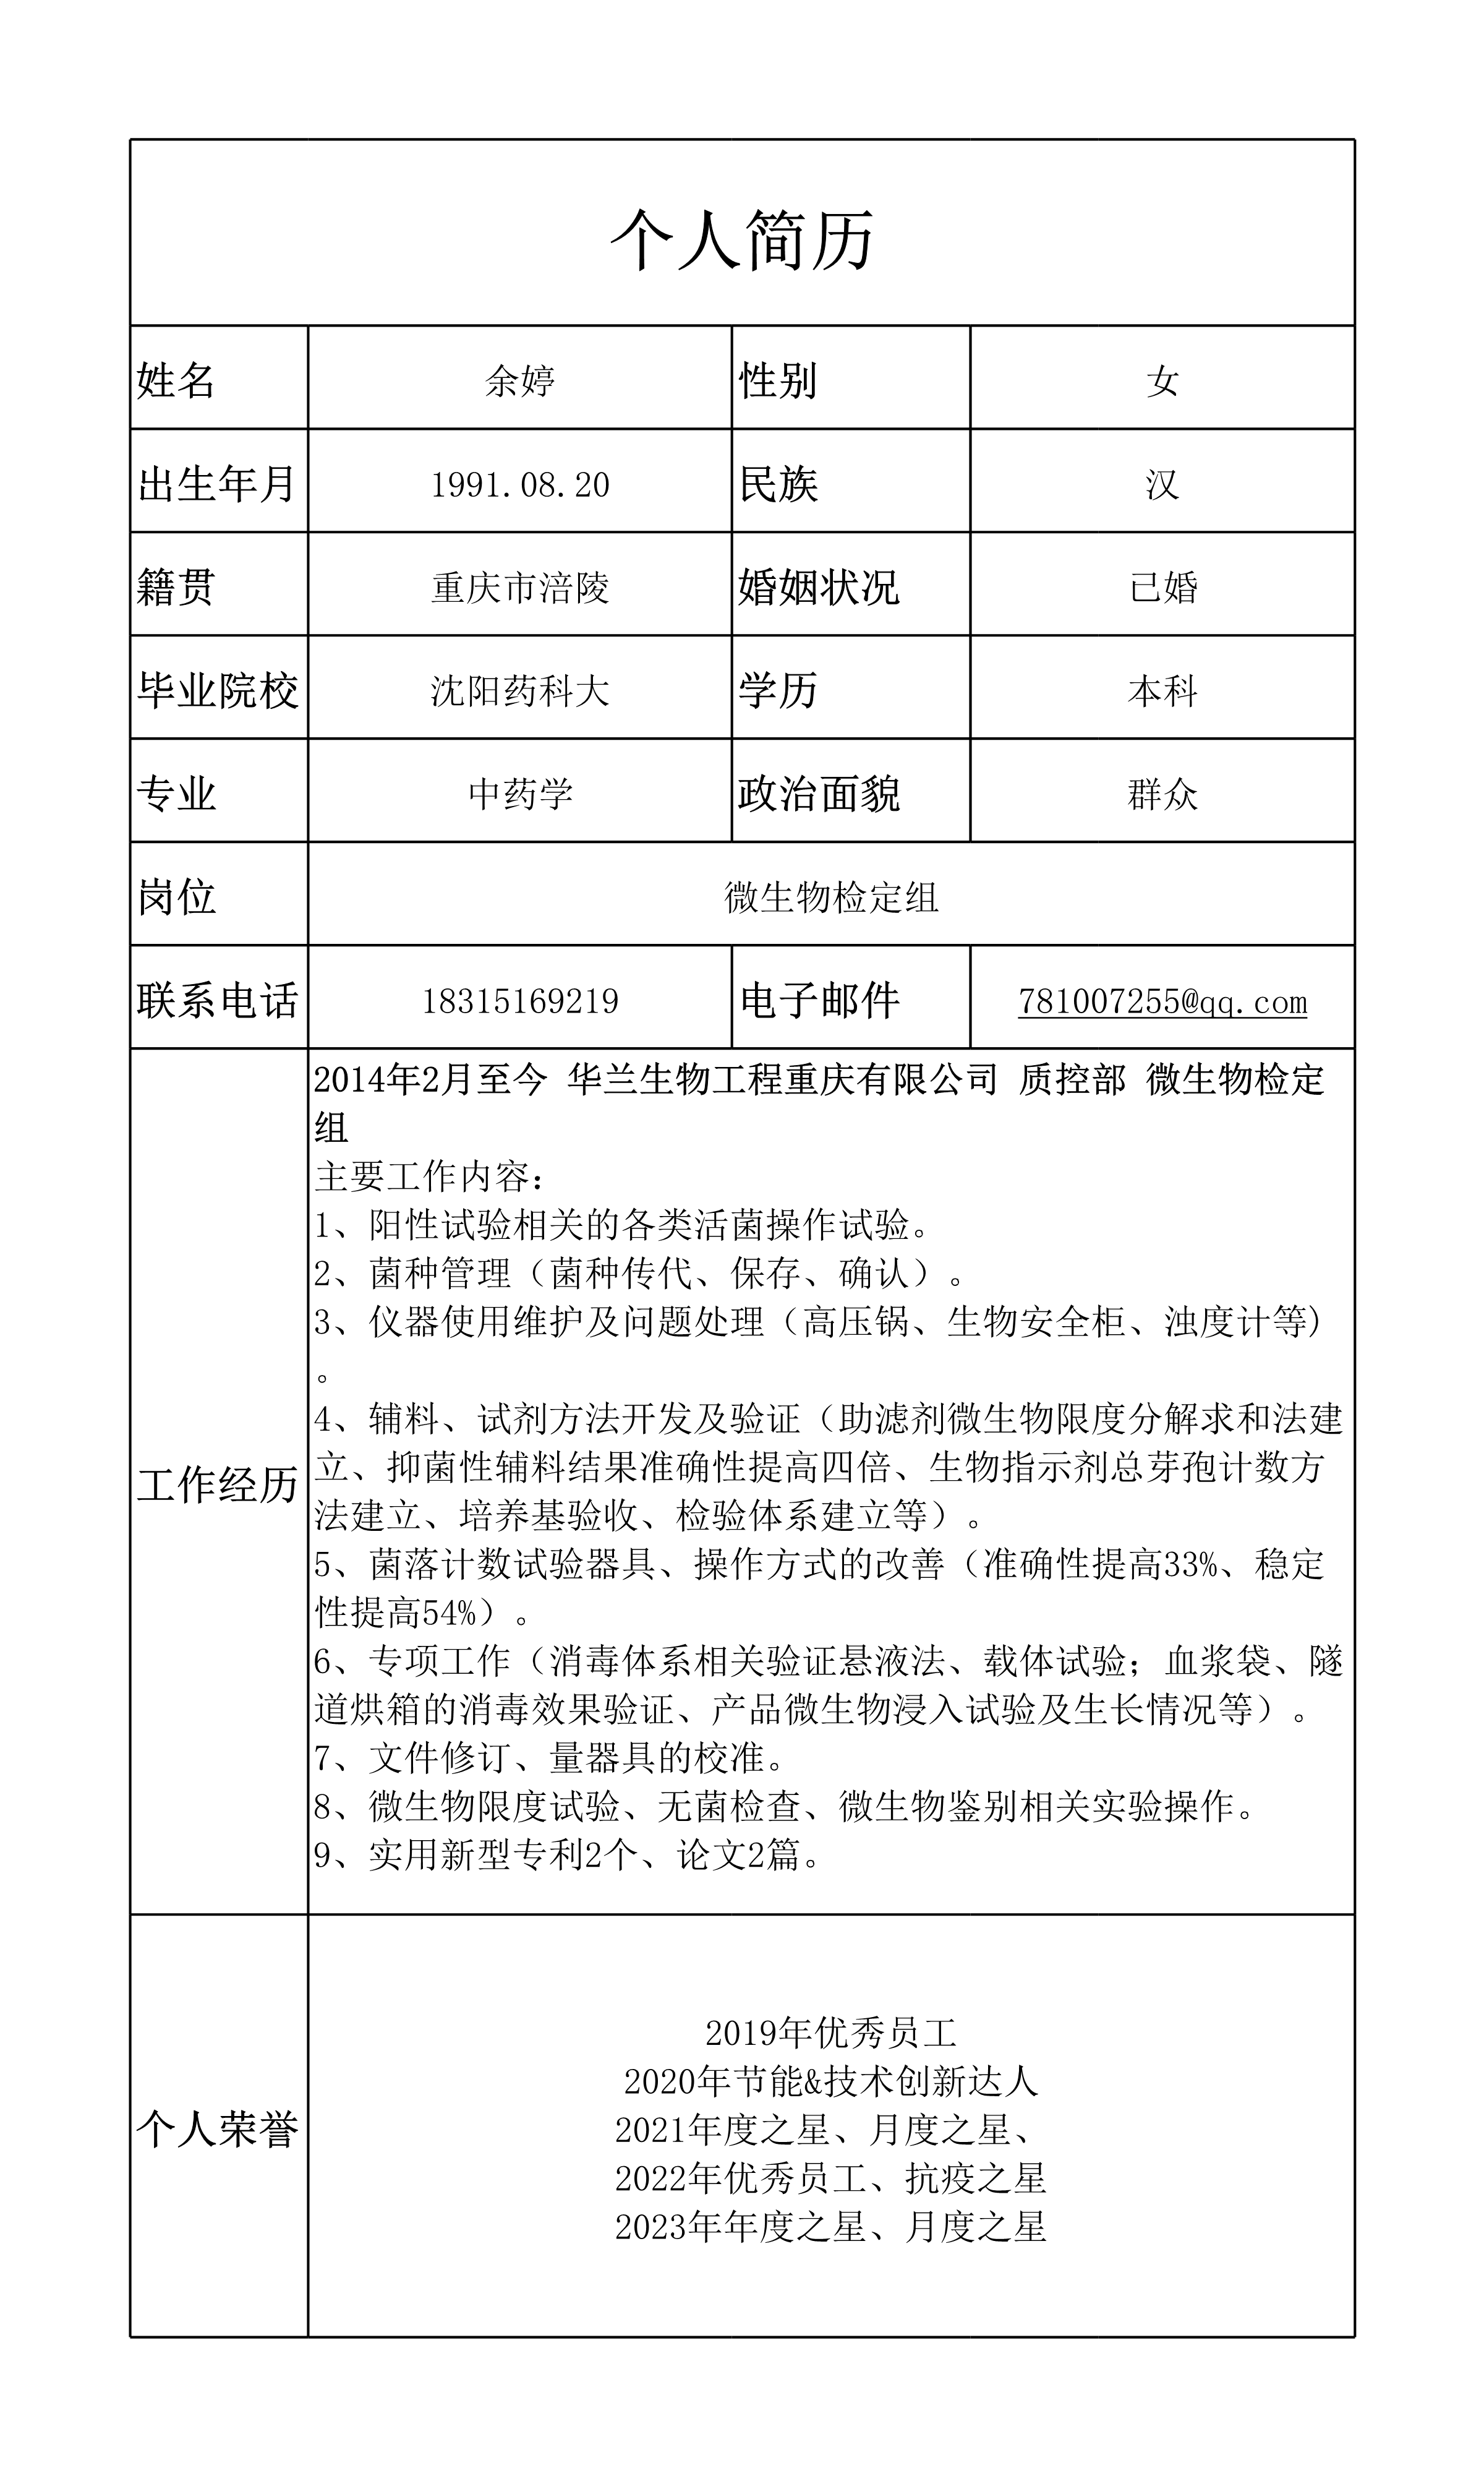 个人简历
姓名 余婷 性别 女
出生年月 1991.08.20 民族 汉
籍贯 重庆市涪陵 婚姻状况 已婚
毕业院校 沈阳药科大 学历 本科
专业 中药学 政治面貌 群众
岗位 微生物检定组
联系电话 18315169219 电子邮件 781007255@qq.com
工作经历
2014年2月至今 华兰生物工程重庆有限公司 质控部 微生物检定
组
主要工作内容：
1、阳性试验相关的各类活菌操作试验。
2、菌种管理（菌种传代、保存、确认）。
3、仪器使用维护及问题处理（高压锅、生物安全柜、浊度计等）
。
4、辅料、试剂方法开发及验证（助滤剂微生物限度分解求和法建
立、抑菌性辅料结果准确性提高四倍、生物指示剂总芽孢计数方
法建立、培养基验收、检验体系建立等）。
5、菌落计数试验器具、操作方式的改善（准确性提高33%、稳定
性提高54%）。
6、专项工作（消毒体系相关验证悬液法、载体试验；血浆袋、隧
道烘箱的消毒效果验证、产品微生物浸入试验及生长情况等）。
7、文件修订、量器具的校准。
8、微生物限度试验、无菌检查、微生物鉴别相关实验操作。
9、实用新型专利2个、论文2篇。
个人荣誉
2019年优秀员工
2020年节能&技术创新达人
2021年度之星、月度之星、
2022年优秀员工、抗疫之星
2023年年度之星、月度之星